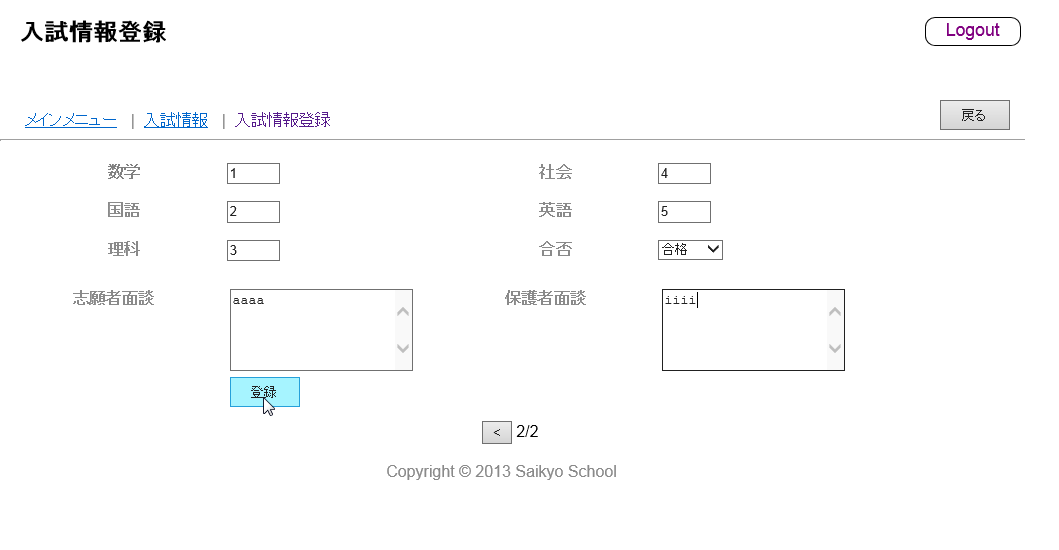 入試情報登録 Logout
メインメニュー | 入試情報 | 入試情報登録 戻る
数学 1 社会 4
国語 2 英語 5
理科 3 合否 合格
志願者面談 aaaa 保護者面談 iiii
登録
< 2/2
Copyright © 2013 Saikyo School